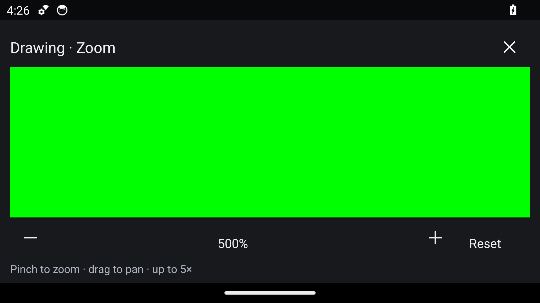 4:26
Drawing · Zoom
500%
Reset
Pinch to zoom · drag to pan · up to 5×